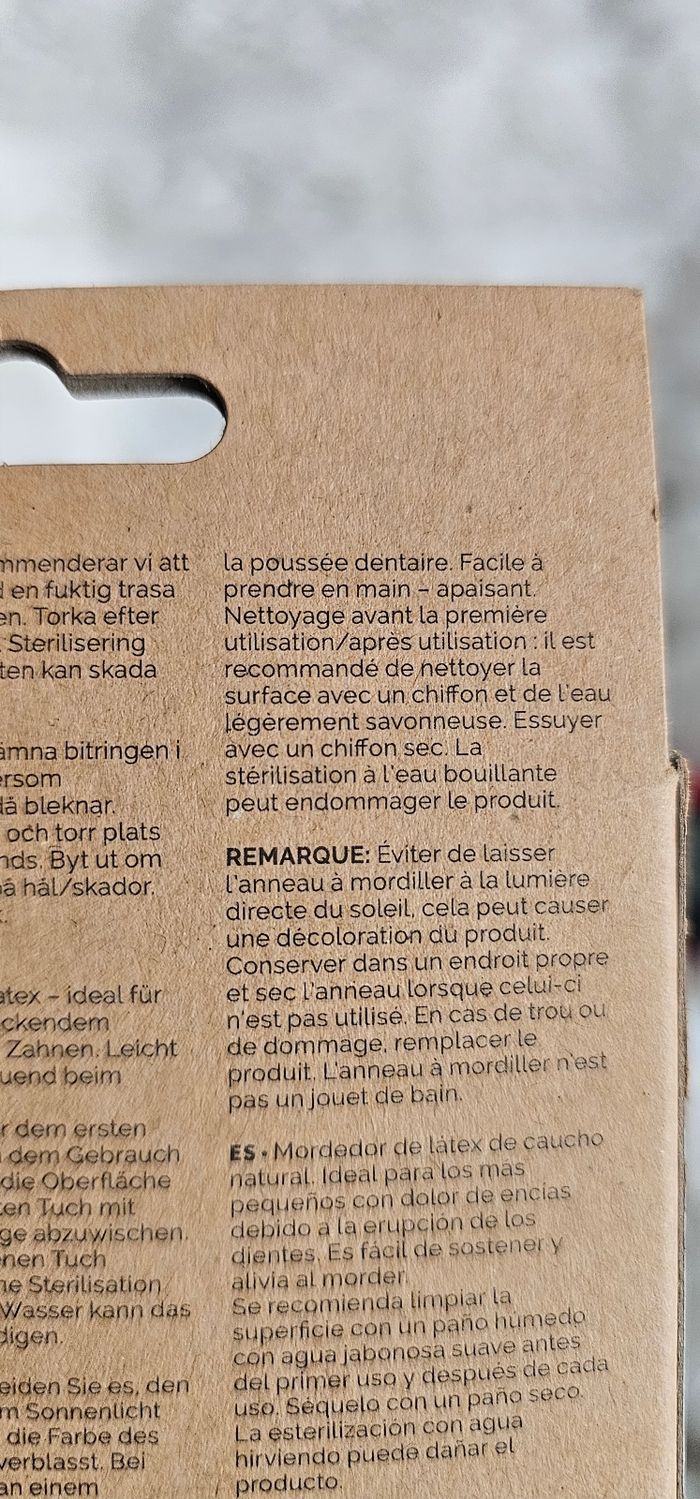 mmenderar vi att
en fuktig trasa
en. Torka efter
Sterilisering
ten kan skada
ämna bitringen i
ersom
då bleknar.
och torr plats
nds. Byt ut om
på hål/skador.
atex – ideal für
ckendem
Zahnen. Leicht
uend beim
r dem ersten
dem Gebrauch
die Oberfläche
ten Tuch mit
ge abzuwischen.
nen Tuch
ne Sterilisation
Wasser kann das
digen.
eiden Sie es, den
m Sonnenlicht
die Farbe des
verblasst. Bei
an einem
la poussée dentaire. Facile à
prendre en main – apaisant.
Nettoyage avant la première
utilisation/après utilisation : il est
recommandé de nettoyer la
surface avec un chiffon et de l'eau
légèrement savonneuse. Essuyer
avec un chiffon sec. La
stérilisation à l'eau bouillante
peut endommager le produit.
REMARQUE: Éviter de laisser
l'anneau à mordiller à la lumière
directe du soleil, cela peut causer
une décoloration du produit.
Conserver dans un endroit propre
et sec l'anneau lorsque celui-ci
n'est pas utilisé. En cas de trou ou
de dommage, remplacer le
produit. L'anneau à mordiller n'est
pas un jouet de bain.
ES • Mordedor de látex de caucho
natural. Ideal para los más
pequeños con dolor de encías
debido a la erupción de los
dientes. Es fácil de sostener y
alivia al morder.
Se recomienda limpiar la
superficie con un paño húmedo
con agua jabonosa suave antes
del primer uso y después de cada
uso. Séquelo con un paño seco.
La esterilización con agua
hirviendo puede dañar el
producto.